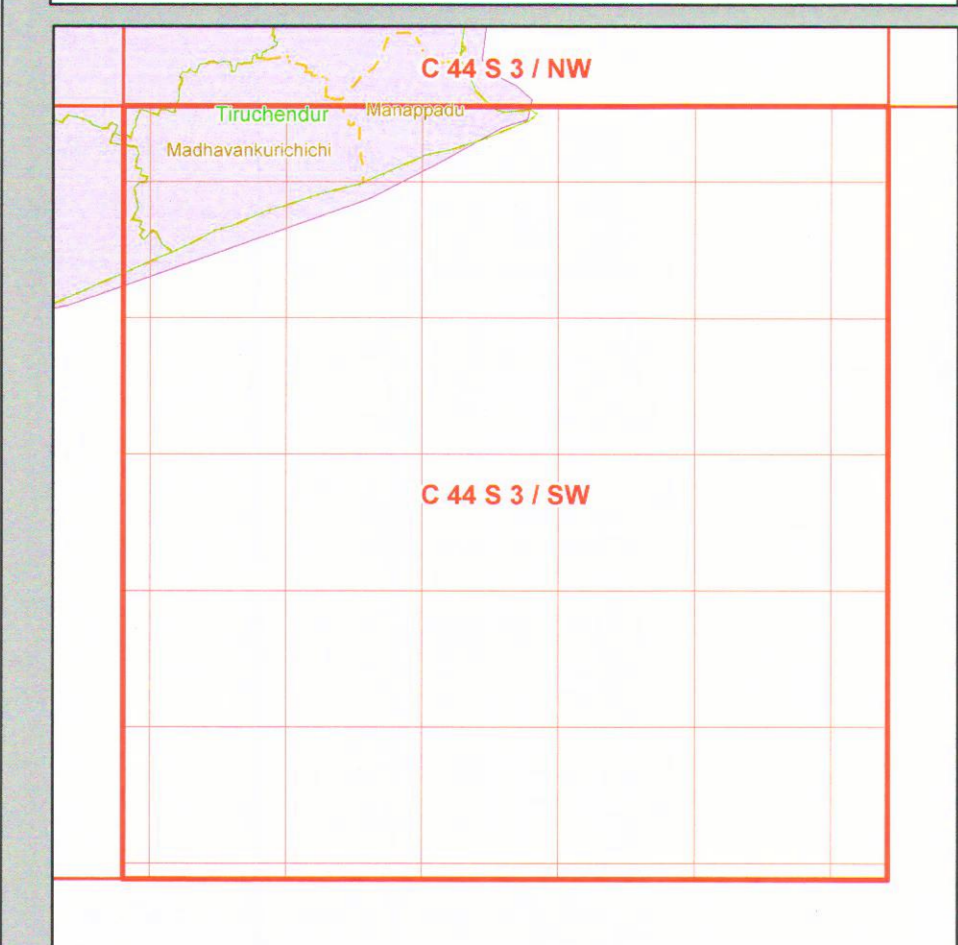 C 44 S 3 / NW
Tiruchendur
Manappadu
Madhavankurichichi
C 44 S 3 / SW